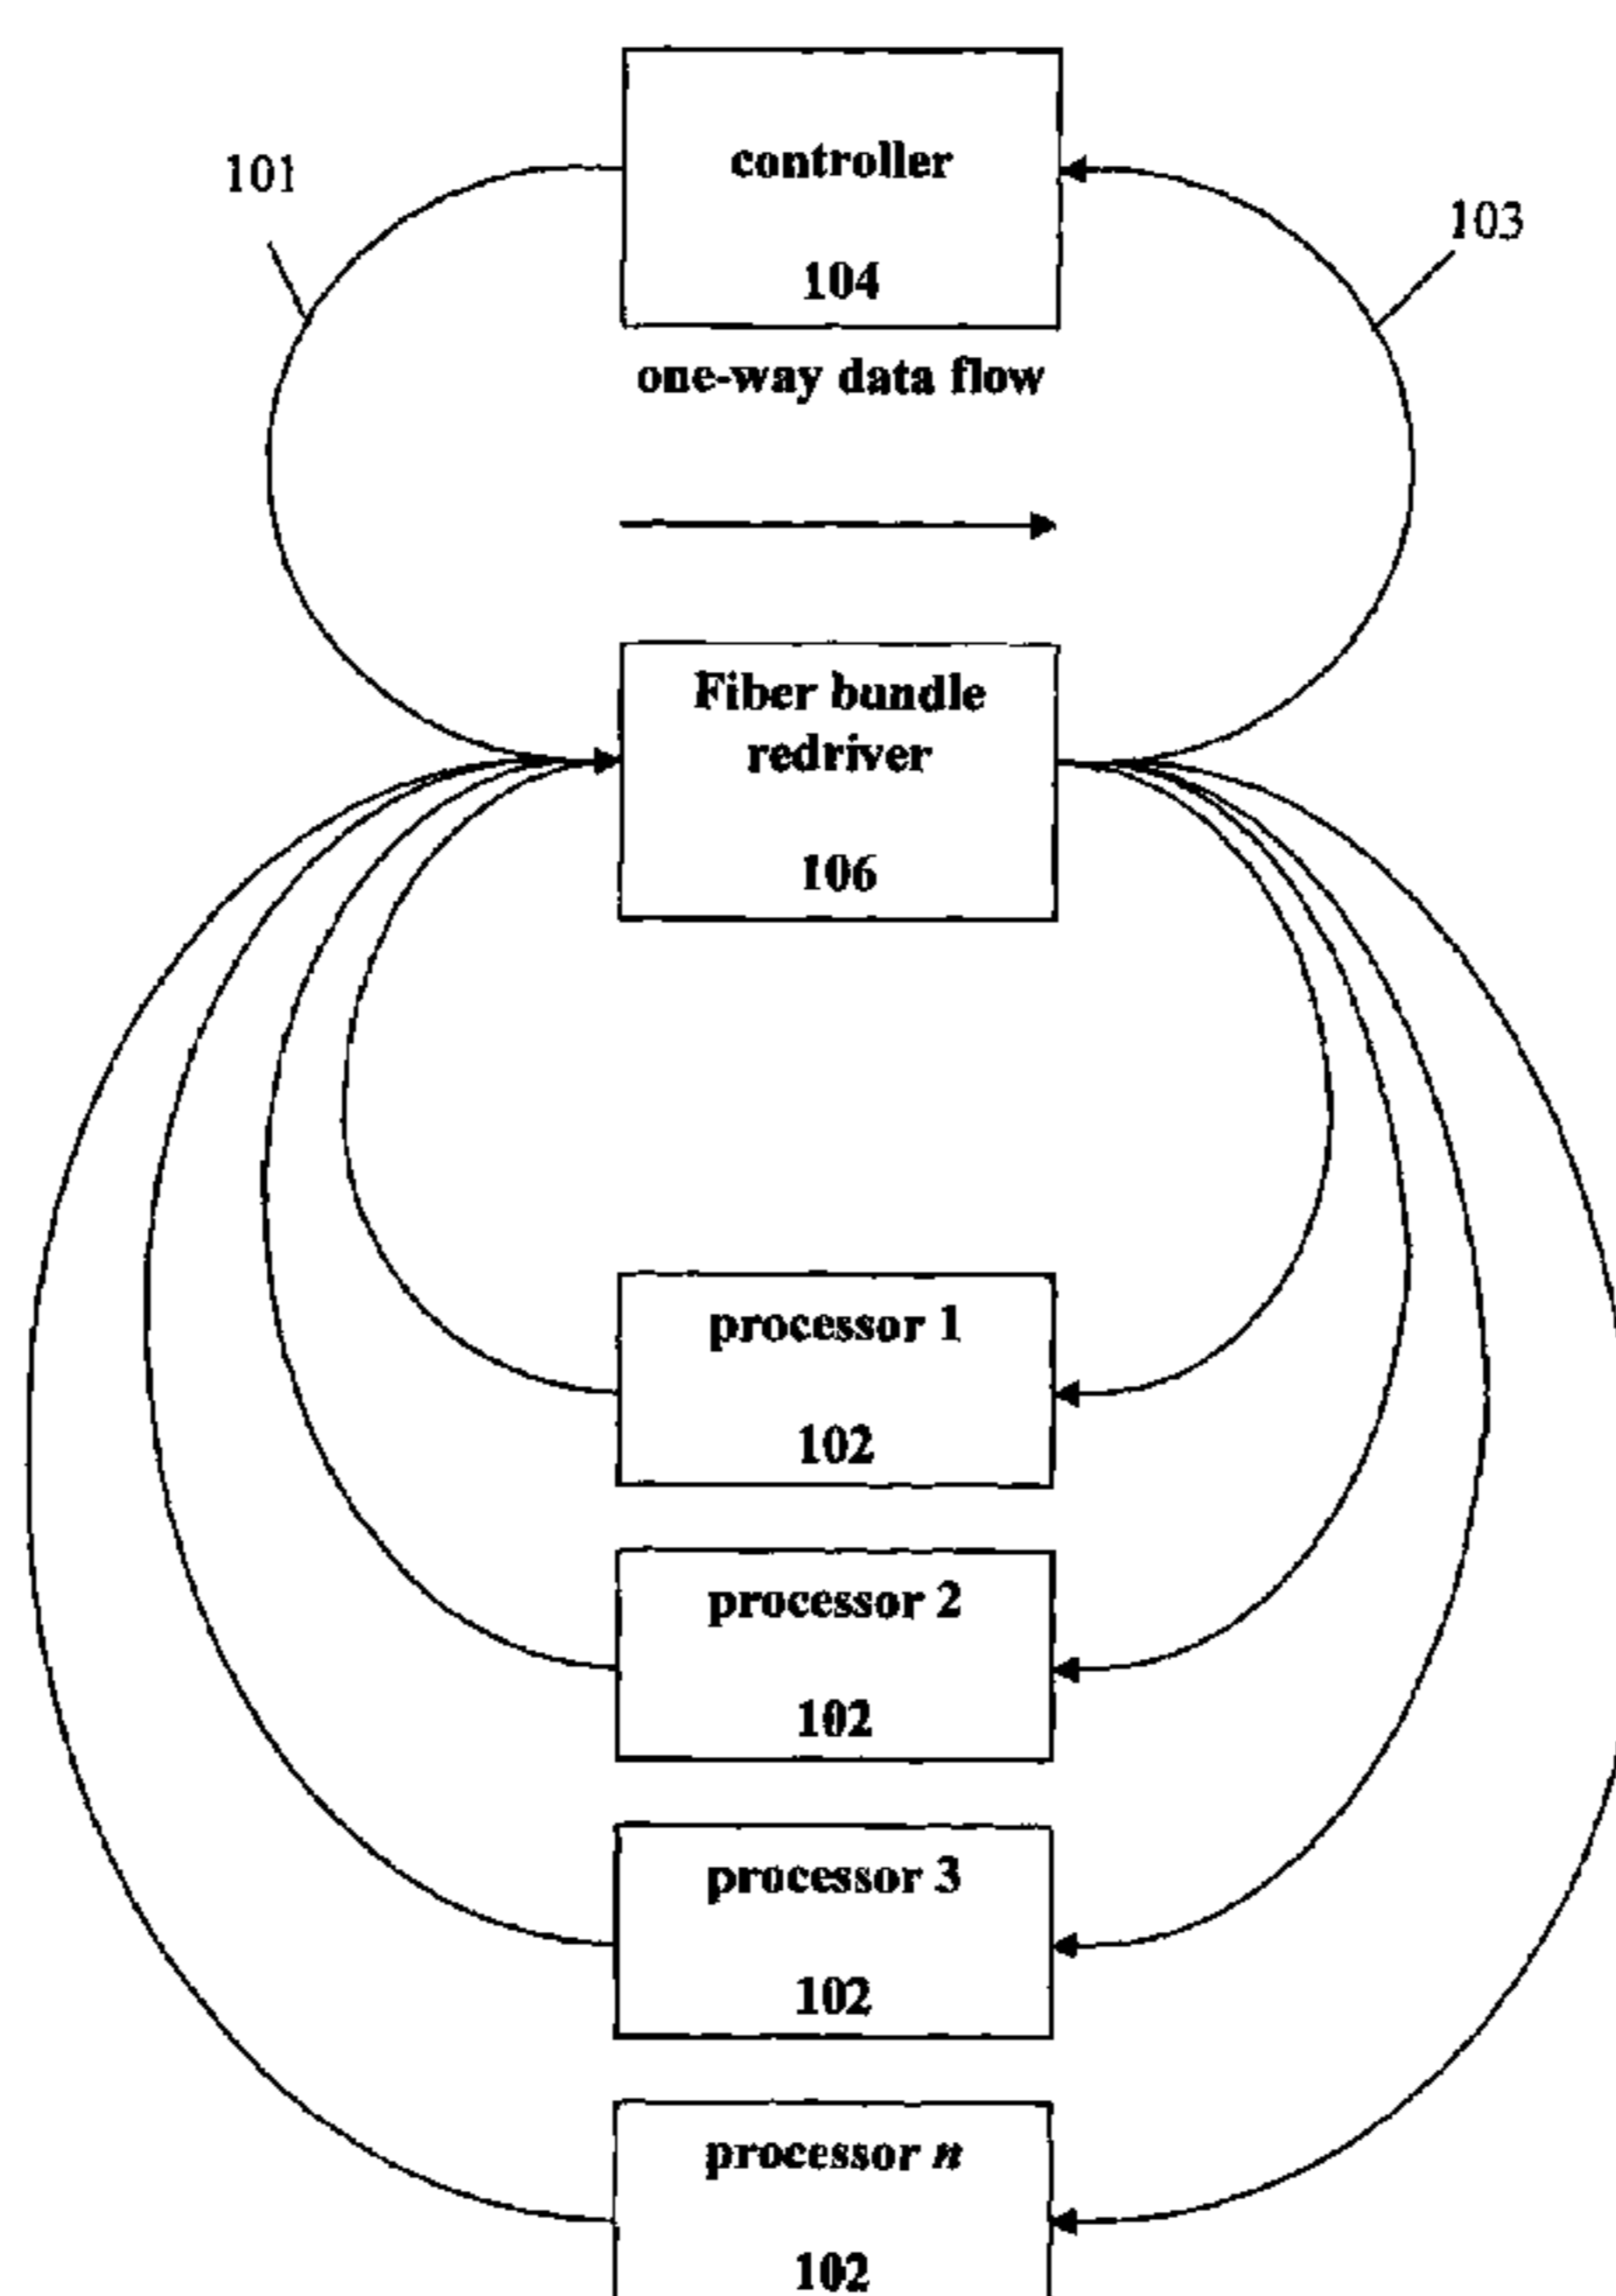 controller
101
103
104
one-way data flow
Fiber bundle
redriver
106
processor 1
102
processor 2
102
processor 3
102
processor n
102